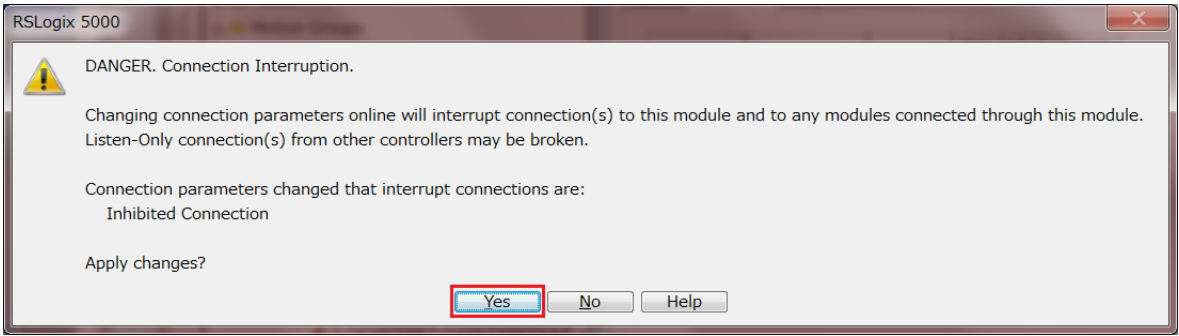 RSLogix 5000
DANGER. Connection Interruption.
Changing connection parameters online will interrupt connection(s) to this module and to any modules connected through this module.
Listen-Only connection(s) from other controllers may be broken.
Connection parameters changed that interrupt connections are:
Inhibited Connection
Apply changes?
Yes No Help